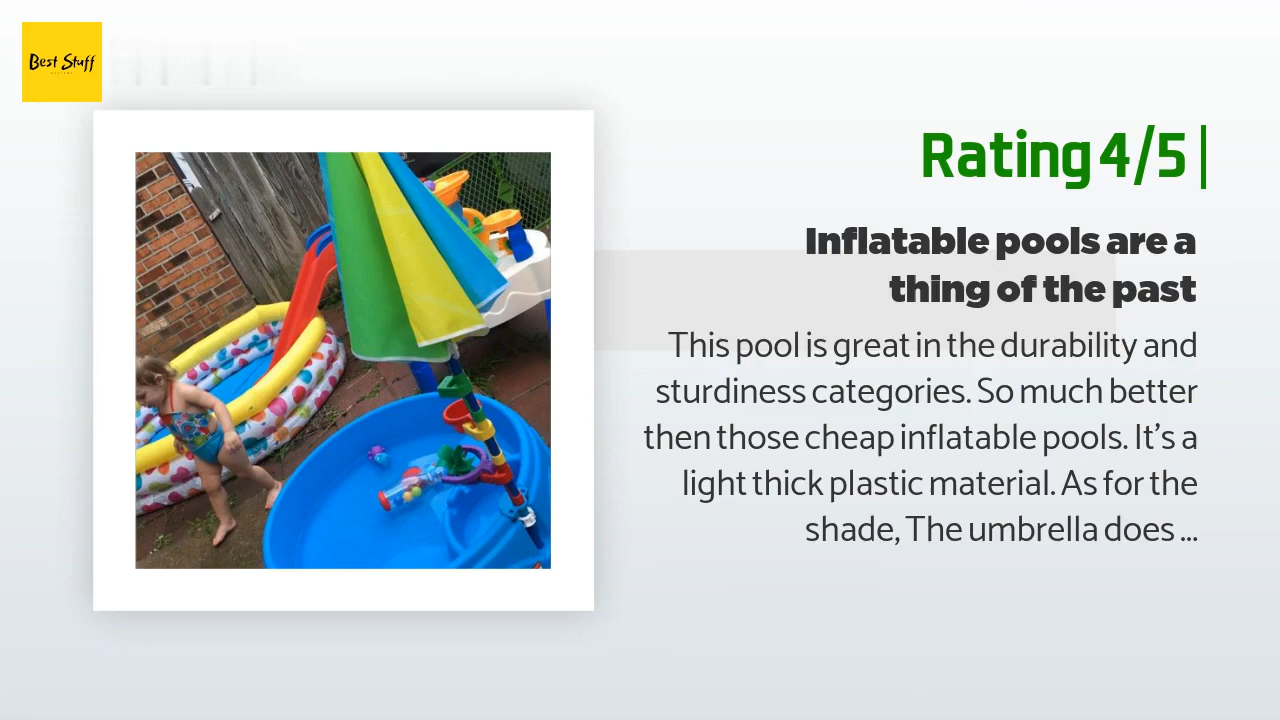 Best Stuff
Rating 4/5
Inflatable pools are a
thing of the past
This pool is great in the durability and
sturdiness categories. So much better
then those cheap inflatable pools. It’s a
light thick plastic material. As for the
shade, The umbrella does ...